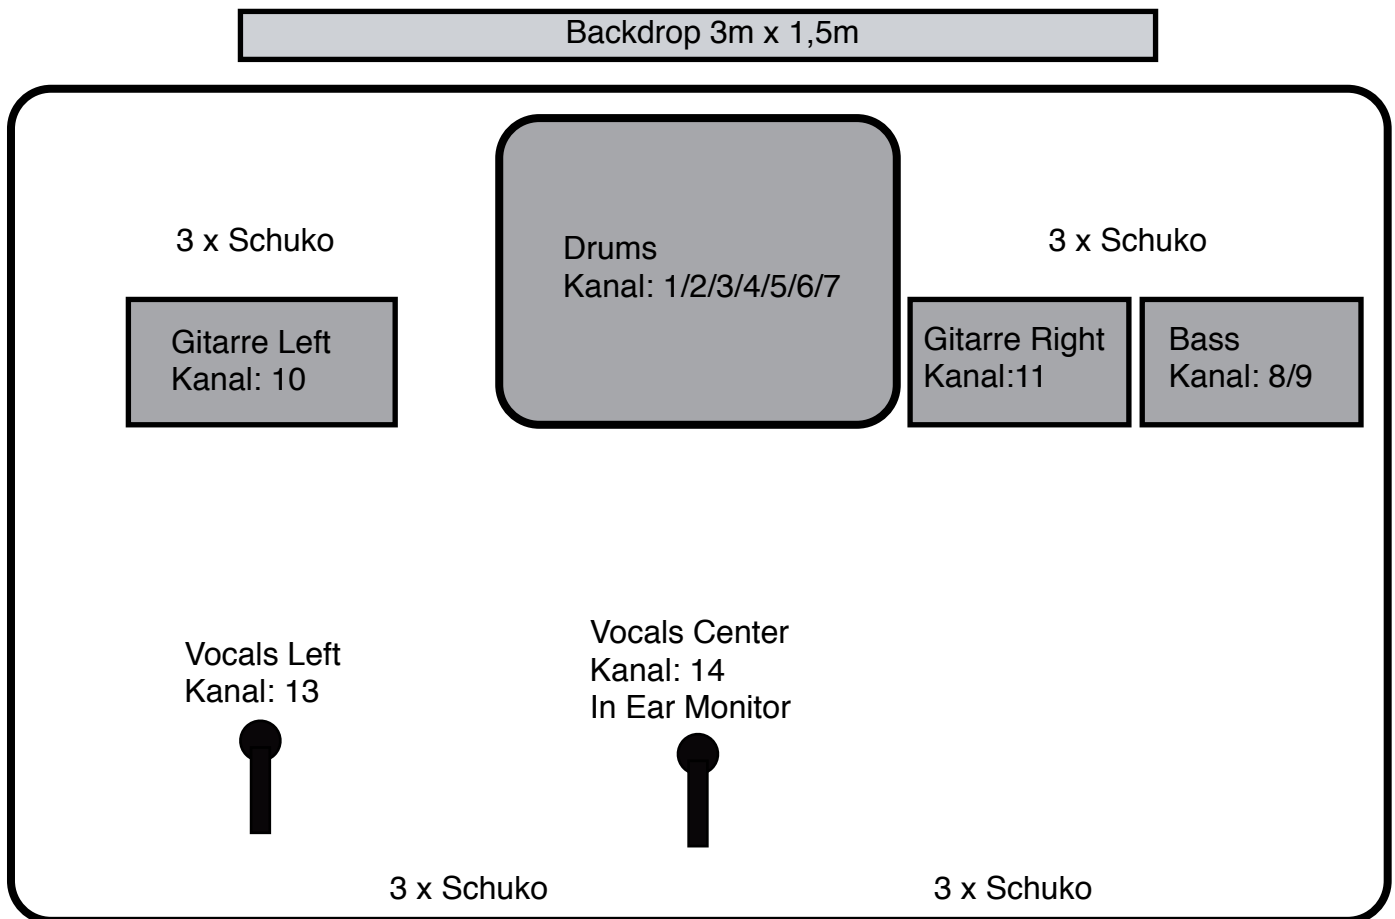 Backdrop 3m x 1,5m
3 x Schuko
Drums
Kanal: 1/2/3/4/5/6/7
3 x Schuko
Gitarre Left
Kanal: 10
Gitarre Right
Kanal:11
Bass
Kanal: 8/9
Vocals Left
Kanal: 13
Vocals Center
Kanal: 14
In Ear Monitor
3 x Schuko
3 x Schuko